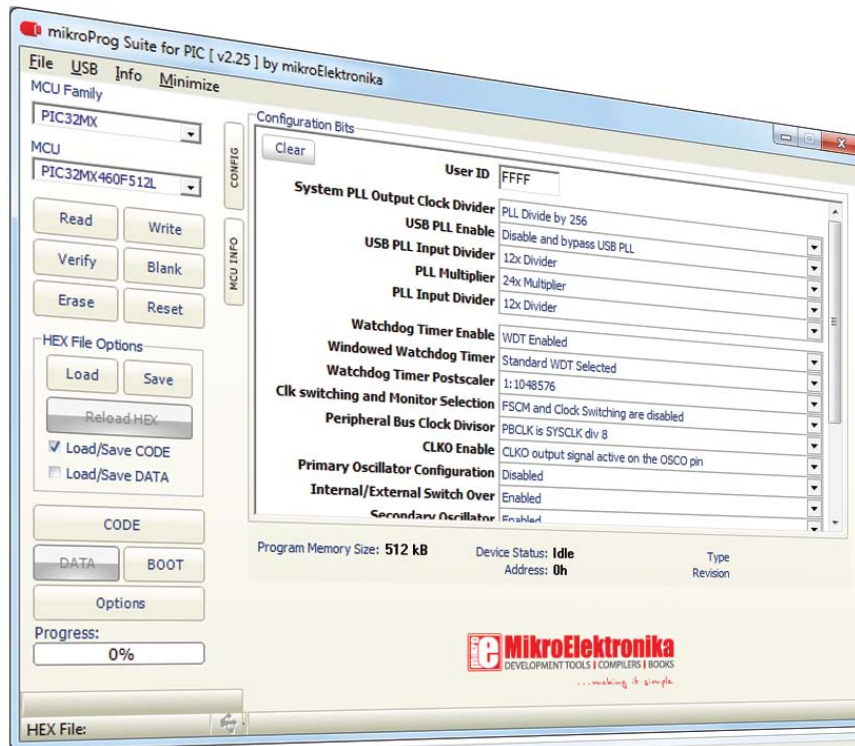 mikroProg Suite for PIC [ v2.25 ] by mikroElektronika
File USB Info Minimize
MCU Family
PIC32MX
MCU
PIC32MX460F512L
Read Write
Verify Blank
Erase Reset
HEX File Options
Load Save
Reload HEX
Load/Save CODE
Load/Save DATA
CODE
DATA BOOT
Options
Progress:
0%
HEX File:
CONFIG
MCU INFO
Configuration Bits
Clear
User ID FFFF
System PLL Output Clock Divider PLL Divide by 256
USB PLL Enable Disable and bypass USB PLL
USB PLL Input Divider 12x Divider
PLL Multiplier 24x Multiplier
PLL Input Divider 12x Divider
Watchdog Timer Enable WDT Enabled
Windowed Watchdog Timer Standard WDT Selected
Watchdog Timer Postscaler 1:1048576
Clk switching and Monitor Selection FSCM and Clock Switching are disabled
Peripheral Bus Clock Divisor PBCLK is SYSCLK div 8
CLKO Enable CLKO output signal active on the OSCO pin
Primary Oscillator Configuration Disabled
Internal/External Switch Over Enabled
Secondary Oscillator Enabled
Program Memory Size: 512 kB Device Status: Idle Type
Address: 0h Revision
MikroElektronika
DEVELOPMENT TOOLS | COMPILERS | BOOKS
...making it simple